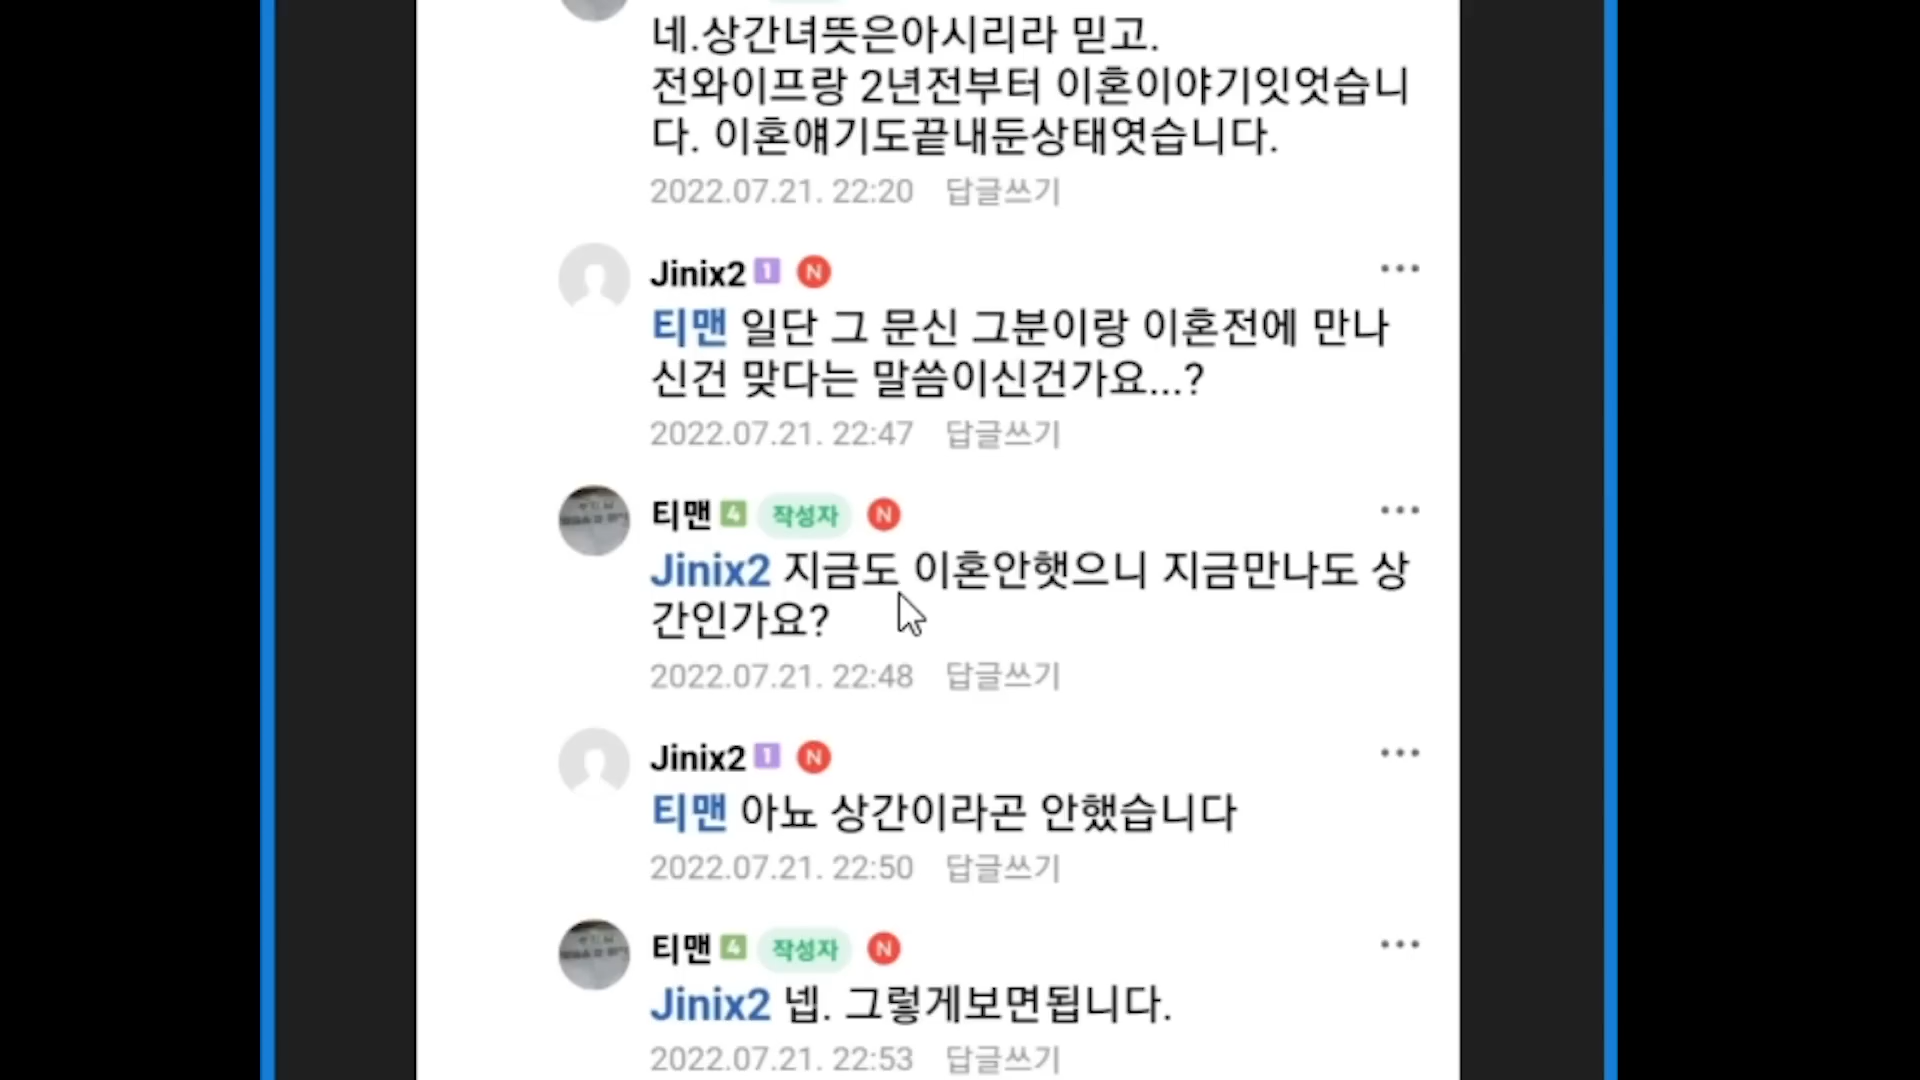 네.상간녀뜻은아시리라 믿고.
전와이프랑 2년전부터 이혼이야기잇엇습니
다. 이혼얘기도끝내둔상태엿습니다.
2022.07.21. 22:20 답글쓰기
Jinix2 1 N
티맨 일단 그 문신 그분이랑 이혼전에 만나
신건 맞다는 말씀이신건가요...?
2022.07.21. 22:47 답글쓰기
티맨 4 작성자 N
Jinix2 지금도 이혼안햇으니 지금만나도 상
간인가요?
2022.07.21. 22:48 답글쓰기
Jinix2 1 N
티맨 아뇨 상간이라곤 안했습니다
2022.07.21. 22:50 답글쓰기
티맨 4 작성자 N
Jinix2 넵. 그렇게보면됩니다.
2022.07.21. 22:53 답글쓰기